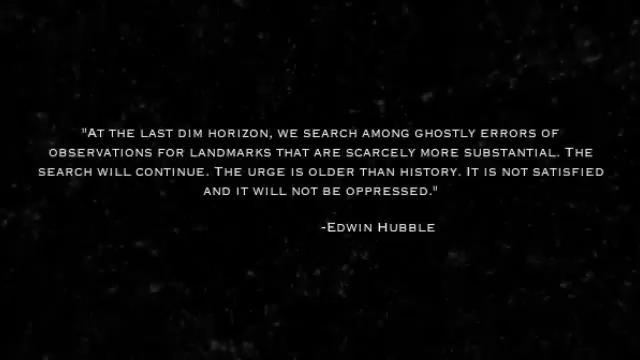 "At the last dim horizon, we search among ghostly errors of
observations for landmarks that are scarcely more substantial. The
search will continue. The urge is older than history. It is not satisfied
and it will not be oppressed."
-Edwin Hubble